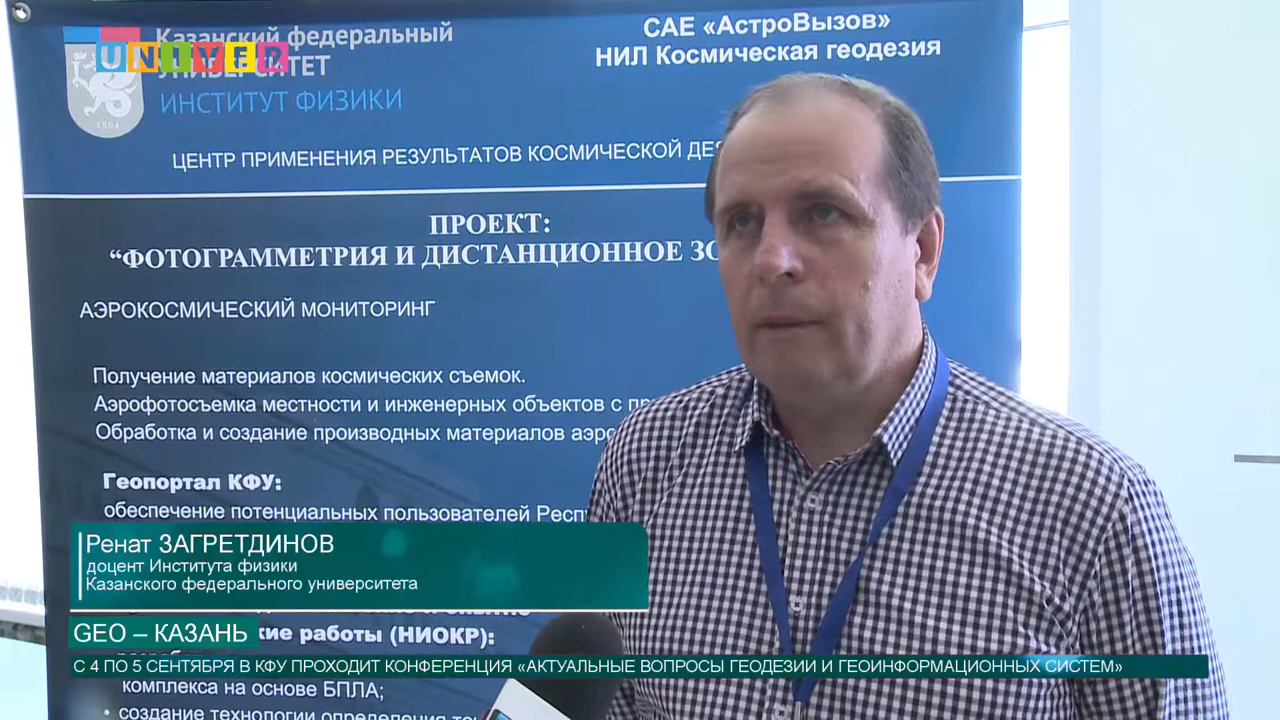 UNIVER
Казанский федеральный
УНИВЕРСИТЕТ
ИНСТИТУТ ФИЗИКИ
1804
САЕ «АстроВызов»
НИЛ Космическая геодезия
ЦЕНТР ПРИМЕНЕНИЯ РЕЗУЛЬТАТОВ КОСМИЧЕСКОЙ
ПРОЕКТ:
“ФОТОГРАММЕТРИЯ И ДИСТАНЦИОННОЕ
АЭРОКОСМИЧЕСКИЙ МОНИТОРИНГ
Получение материалов космических съемок.
Аэрофотосъемка местности и инженерных объектов с
Обработка и создание производных материалов
Геопортал КФУ:
обеспечение потенциальных пользователей
Ренат ЗАГРЕТДИНОВ
доцент Института физики
Казанского федерального университета
GEO – КАЗАНЬ
работы (НИОКР):
С 4 ПО 5 СЕНТЯБРЯ В КФУ ПРОХОДИТ КОНФЕРЕНЦИЯ «АКТУАЛЬНЫЕ ВОПРОСЫ ГЕОДЕЗИИ И ГЕОИНФОРМАЦИОННЫХ СИСТЕМ»
комплекса на основе БПЛА;
• создание технологии определения